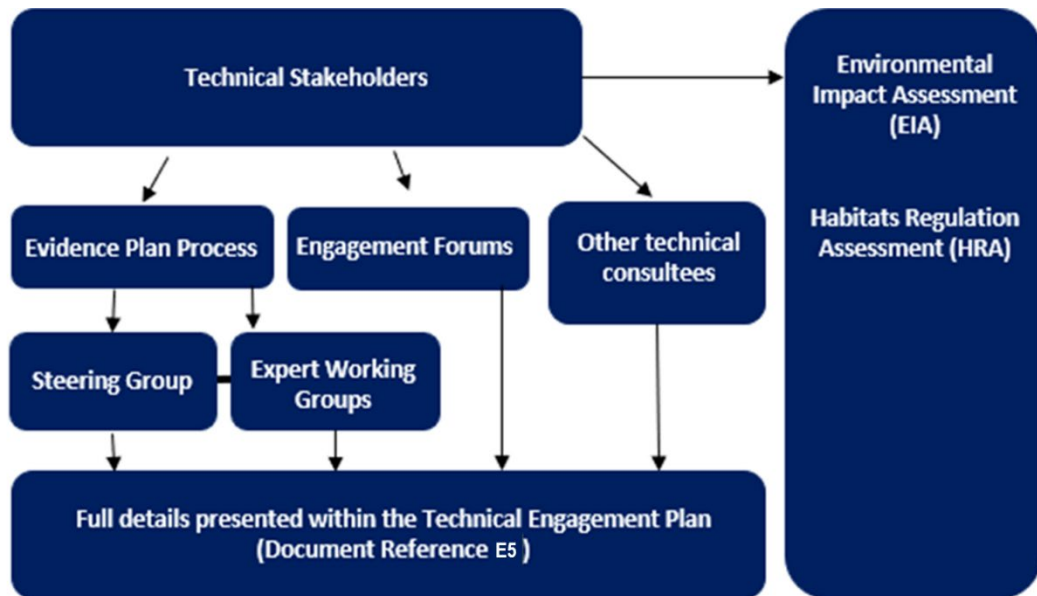 Technical Stakeholders
Environmental
Impact Assessment
(EIA)
Habitats Regulation
Assessment (HRA)
Evidence Plan Process
Engagement Forums
Other technical
consultees
Steering Group
Expert Working
Groups
Full details presented within the Technical Engagement Plan
(Document Reference E5 )